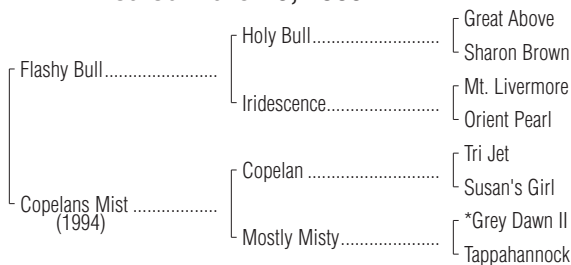 Great Above
Holy Bull
Sharon Brown
Flashy Bull
Mt. Livermore
Iridescence
Orient Pearl
Tri Jet
Copelan
Susan's Girl
Copelans Mist
(1994)
*Grey Dawn II
Mostly Misty
Tappahannock